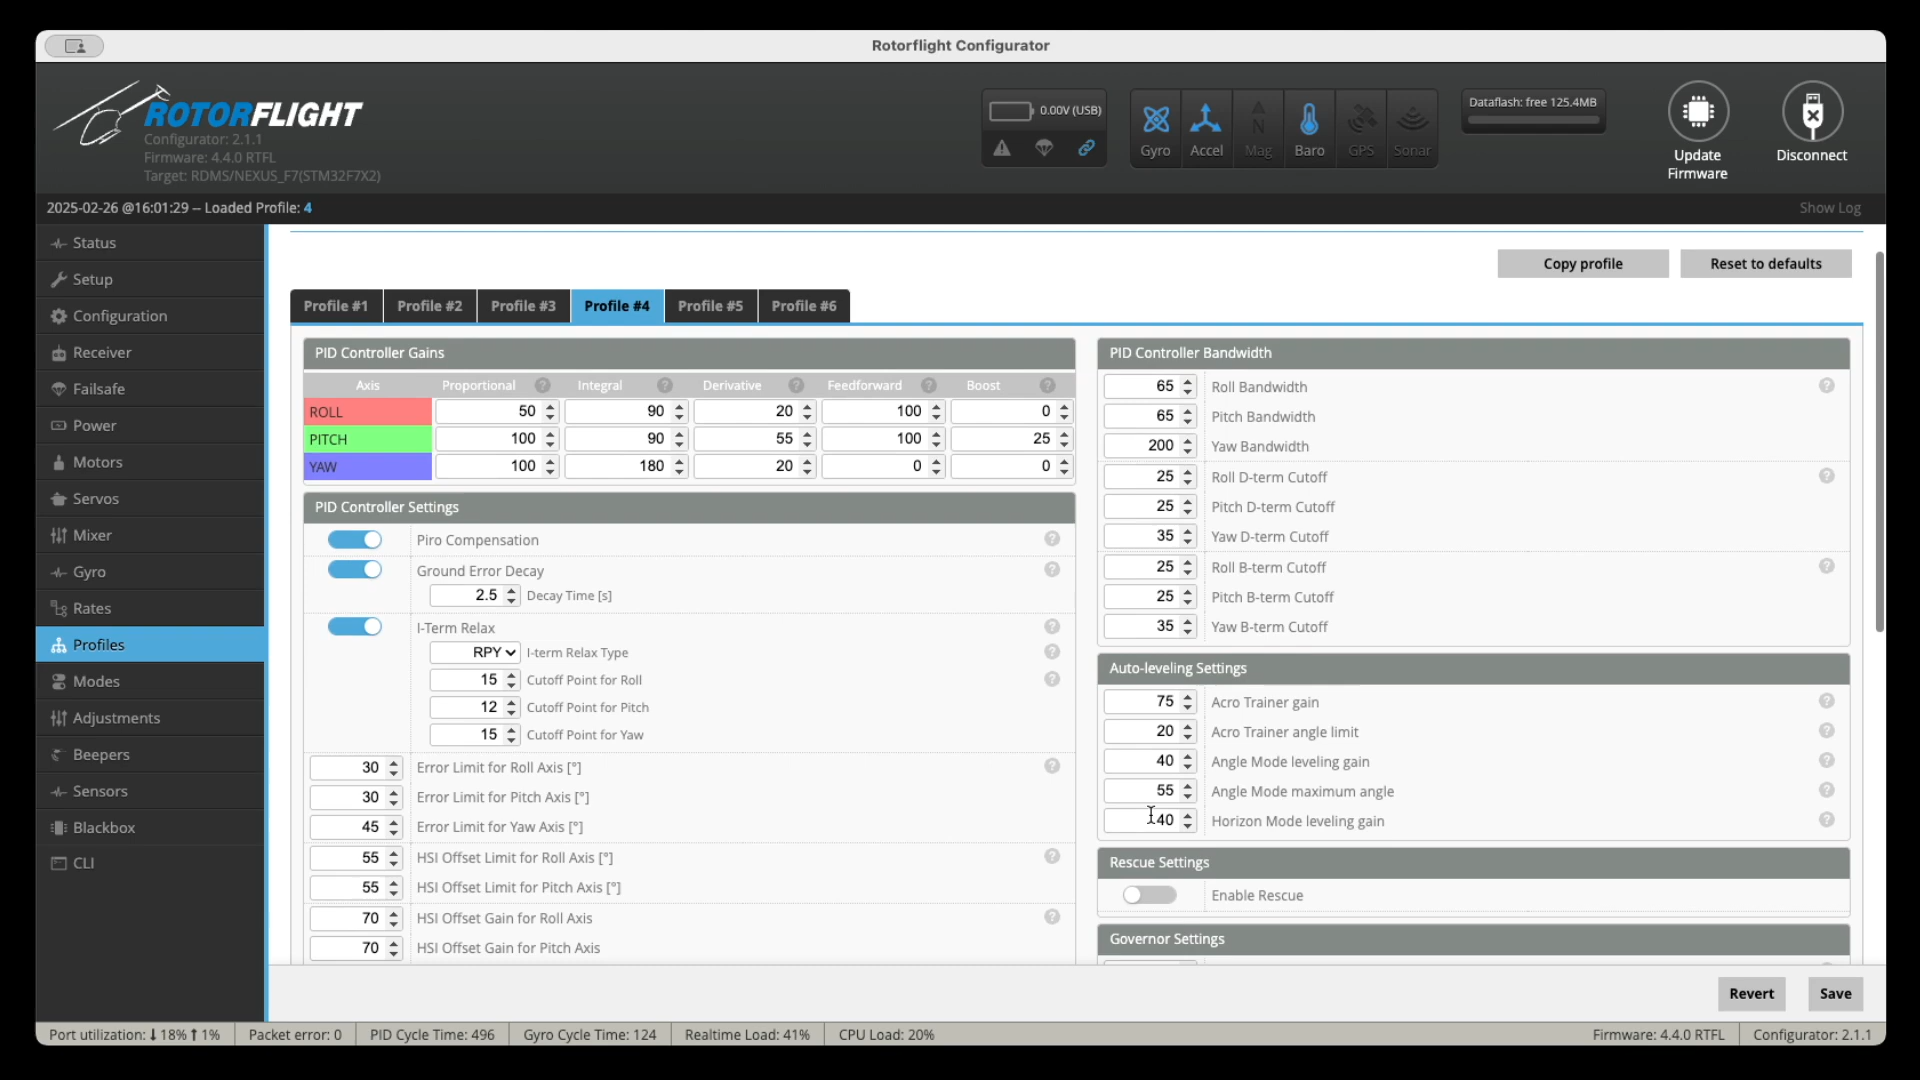 Rotorflight Configurator
ROTORFLIGHT
Configurator: 2.1.1
Firmware: 4.4.0 RTFL
Target: RDMS/NEXUS_F7(STM32F7X2)
0.00V (USB)
Gyro Accel Mag Baro GPS Sonar
Dataflash: free 125.4MB
Update Firmware
Disconnect
2025-02-26 @16:01:29 -- Loaded Profile: 4
Show Log
Status
Setup
Configuration
Receiver
Failsafe
Power
Motors
Servos
Mixer
Gyro
Rates
Profiles
Modes
Adjustments
Beepers
Sensors
Blackbox
CLI
Copy profile
Reset to defaults
Profile #1 Profile #2 Profile #3 Profile #4 Profile #5 Profile #6
PID Controller Gains
Axis Proportional ? Integral ? Derivative ? Feedforward ? Boost ?
ROLL 50 90 20 100 0
PITCH 100 90 55 100 25
YAW 100 180 20 0 0
PID Controller Settings
Piro Compensation ?
Ground Error Decay ?
2.5 Decay Time [s]
I-Term Relax ?
RPY I-term Relax Type ?
15 Cutoff Point for Roll ?
12 Cutoff Point for Pitch
15 Cutoff Point for Yaw
30 Error Limit for Roll Axis [°] ?
30 Error Limit for Pitch Axis [°]
45 Error Limit for Yaw Axis [°]
55 HSI Offset Limit for Roll Axis [°] ?
55 HSI Offset Limit for Pitch Axis [°]
70 HSI Offset Gain for Roll Axis ?
70 HSI Offset Gain for Pitch Axis
PID Controller Bandwidth
65 Roll Bandwidth ?
65 Pitch Bandwidth
200 Yaw Bandwidth
25 Roll D-term Cutoff ?
25 Pitch D-term Cutoff
35 Yaw D-term Cutoff
25 Roll B-term Cutoff ?
25 Pitch B-term Cutoff
35 Yaw B-term Cutoff
Auto-leveling Settings
75 Acro Trainer gain ?
20 Acro Trainer angle limit ?
40 Angle Mode leveling gain ?
55 Angle Mode maximum angle ?
40 Horizon Mode leveling gain ?
Rescue Settings
Enable Rescue
Governor Settings
Revert
Save
Port utilization: 18% 1%
Packet error: 0
PID Cycle Time: 496
Gyro Cycle Time: 124
Realtime Load: 41%
CPU Load: 20%
Firmware: 4.4.0 RTFL
Configurator: 2.1.1